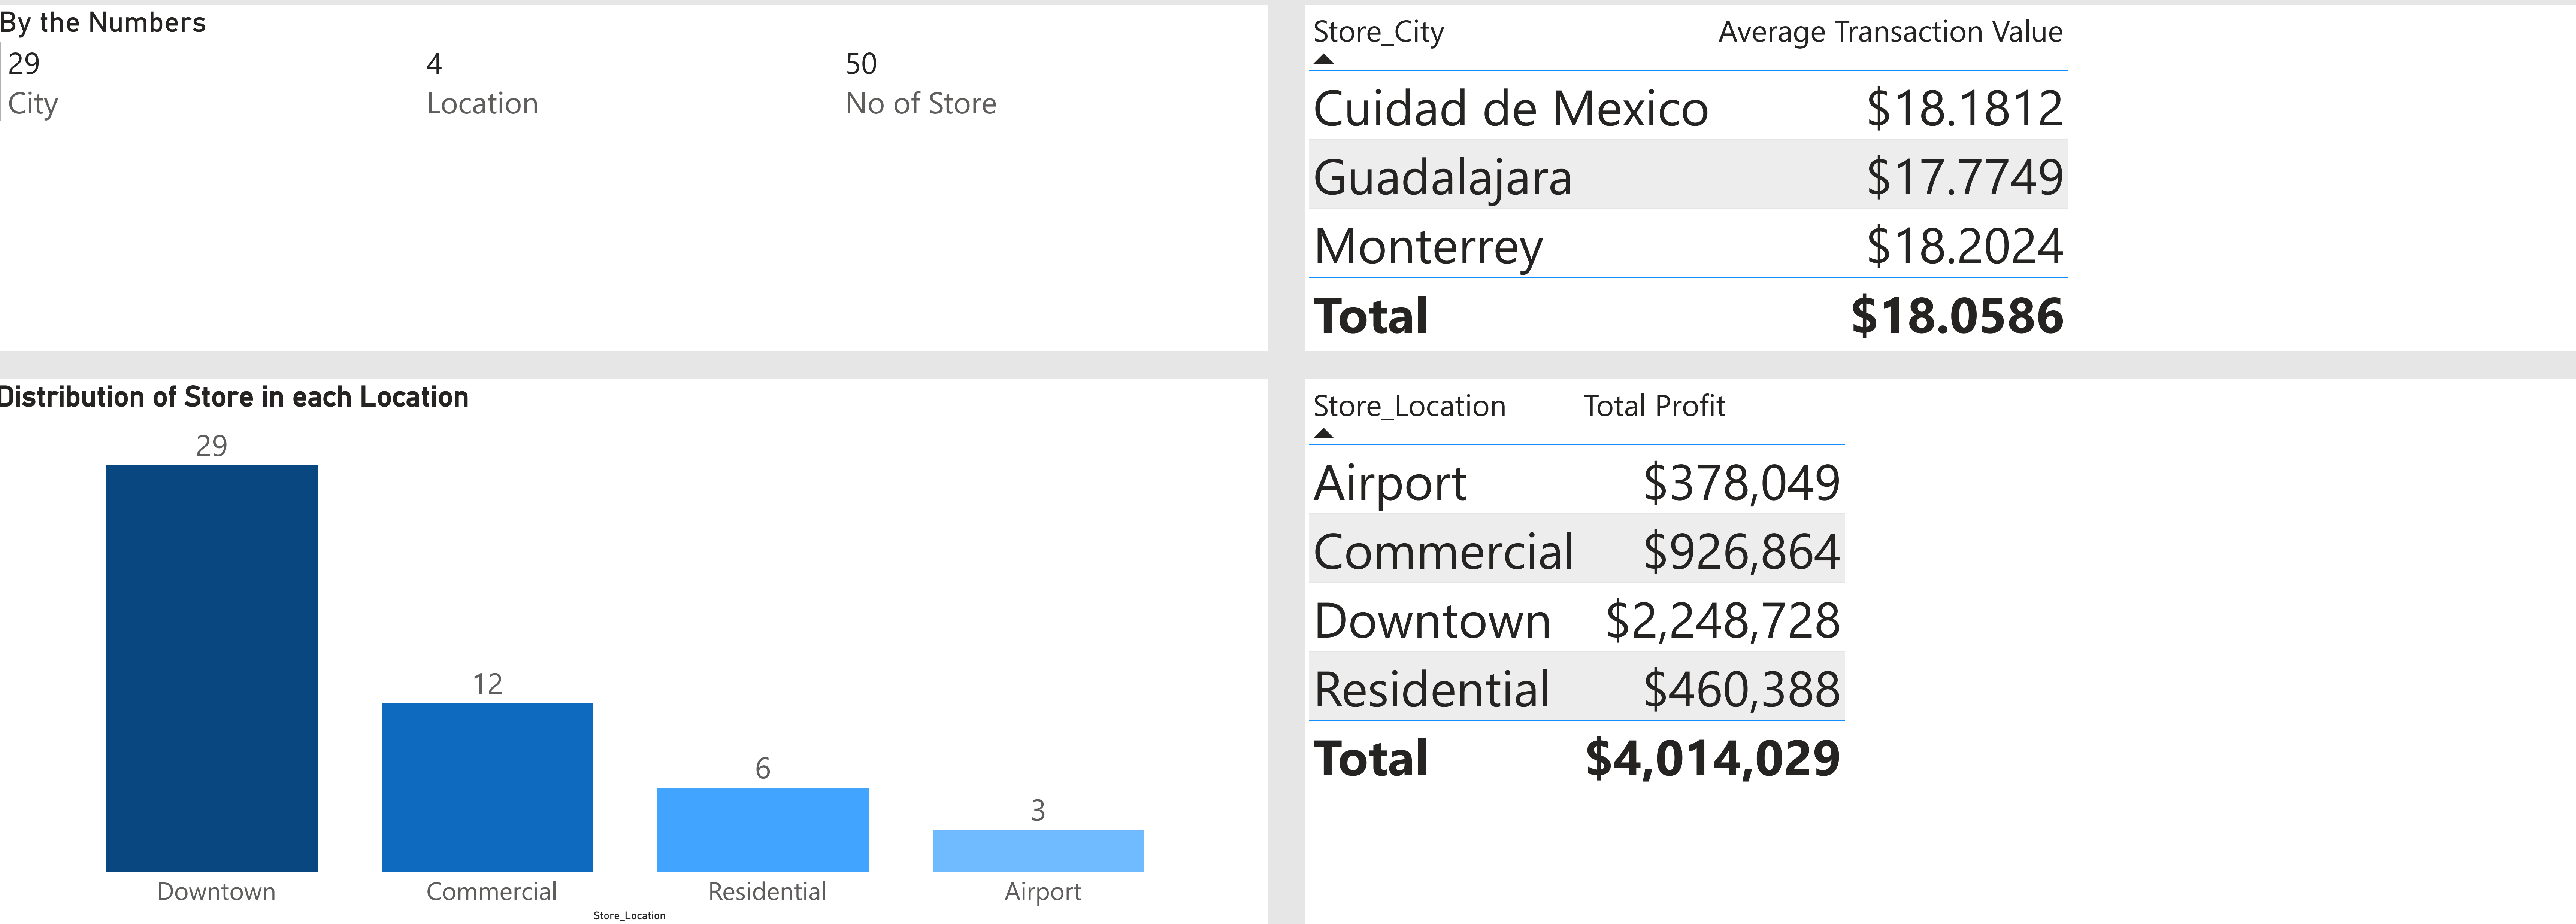 By the Numbers
29 4 50
City Location No of Store
Store_City Average Transaction Value
Cuidad de Mexico $18.1812
Guadalajara $17.7749
Monterrey $18.2024
Total $18.0586
Distribution of Store in each Location
29
12
6
3
Downtown Commercial Residential Airport
Store_Location
Store_Location Total Profit
Airport $378,049
Commercial $926,864
Downtown $2,248,728
Residential $460,388
Total $4,014,029